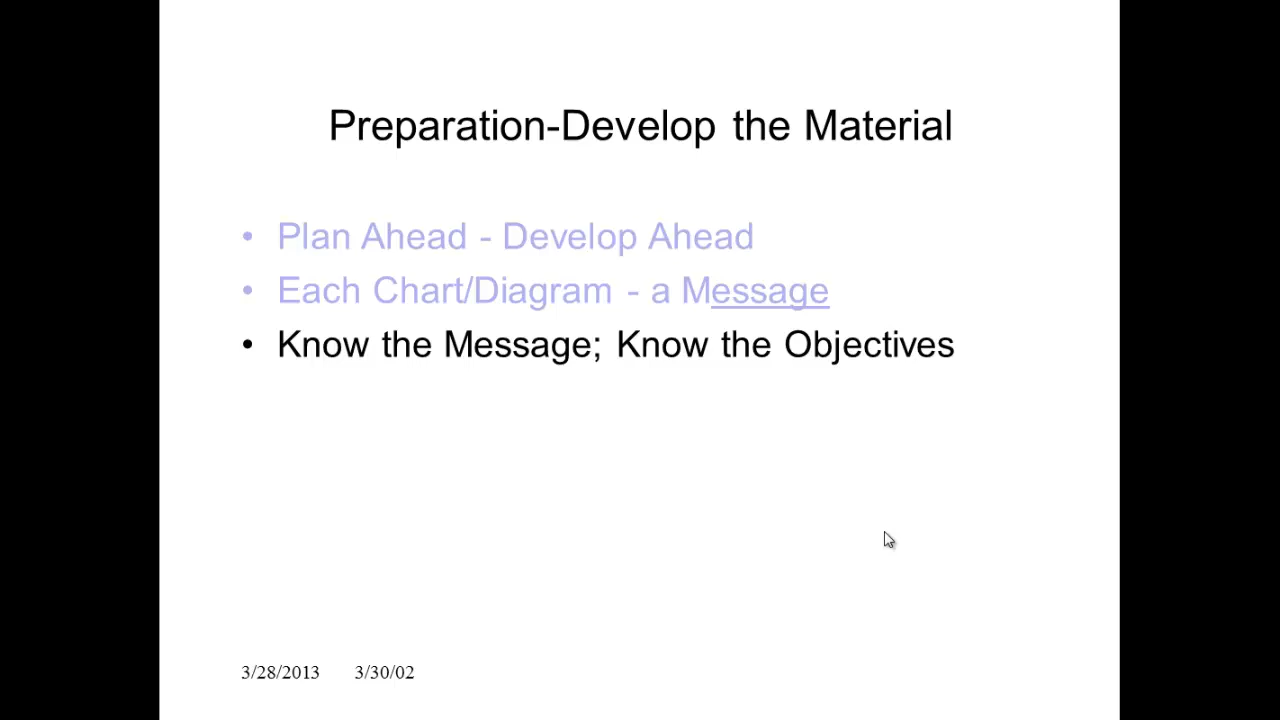 Preparation-Develop the Material
• Plan Ahead - Develop Ahead
• Each Chart/Diagram - a Message
• Know the Message; Know the Objectives
3/28/2013 3/30/02